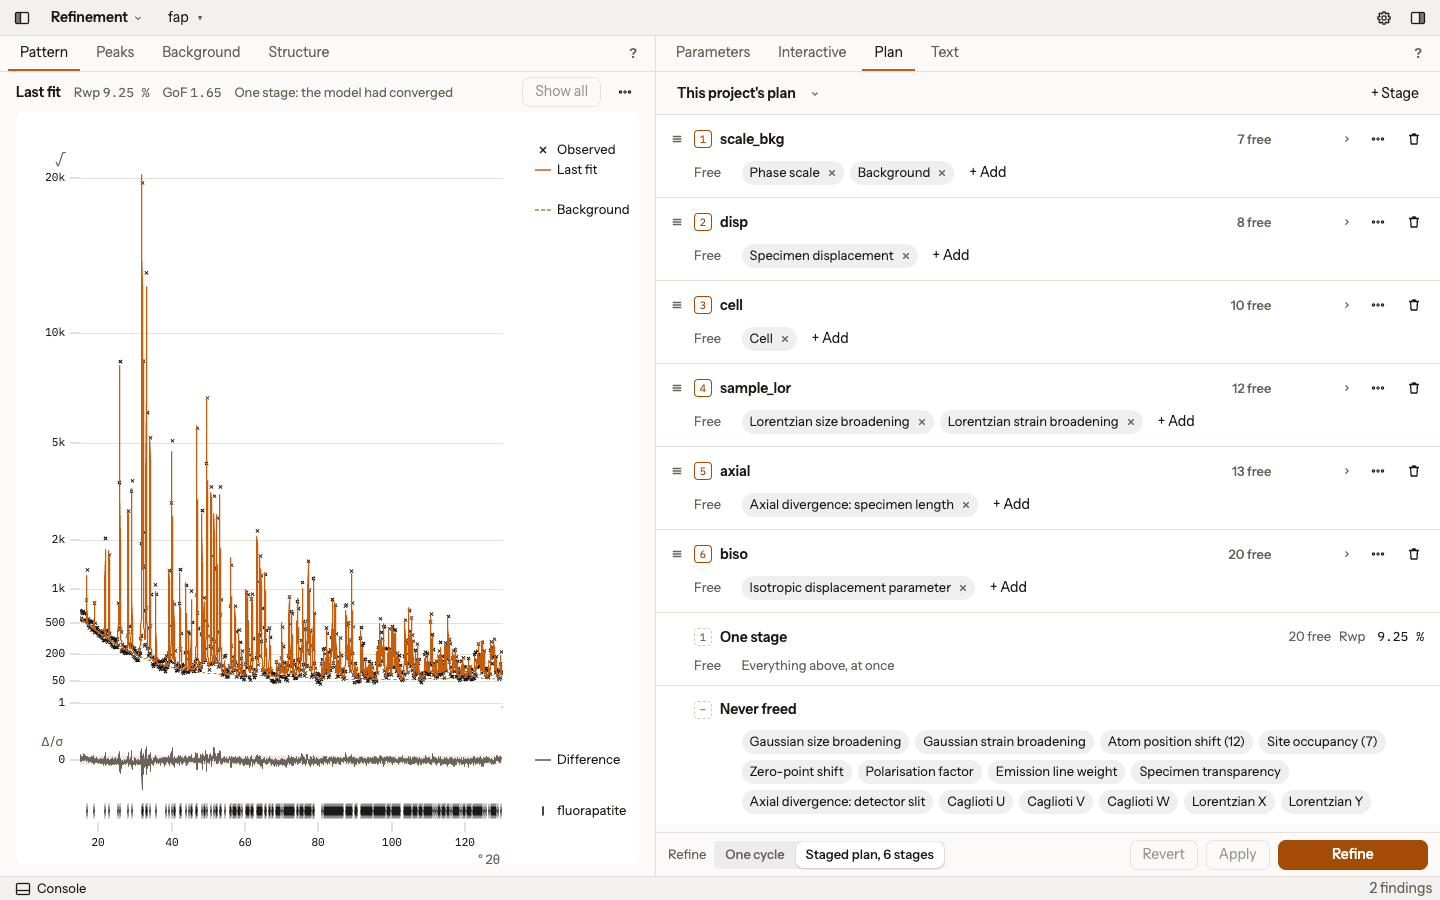 Refinement fap
Pattern Peaks Background Structure ?
Parameters Interactive Plan Text ?
Last fit Rwp 9.25 % GoF 1.65 One stage: the model had converged Show all
√
20k
10k
5k
2k
1k
500
200
50
1
Δ/σ
0
Observed
Last fit
Background
Difference
fluorapatite
20 40 60 80 100 120
°2θ
This project's plan + Stage
1 scale_bkg 7 free
Free Phase scale × Background × + Add
2 disp 8 free
Free Specimen displacement × + Add
3 cell 10 free
Free Cell × + Add
4 sample_lor 12 free
Free Lorentzian size broadening × Lorentzian strain broadening × + Add
5 axial 13 free
Free Axial divergence: specimen length × + Add
6 biso 20 free
Free Isotropic displacement parameter × + Add
1 One stage 20 free Rwp 9.25 %
Free Everything above, at once
– Never freed
Gaussian size broadening Gaussian strain broadening Atom position shift (12) Site occupancy (7)
Zero-point shift Polarisation factor Emission line weight Specimen transparency
Axial divergence: detector slit Caglioti U Caglioti V Caglioti W Lorentzian X Lorentzian Y
Refine One cycle Staged plan, 6 stages Revert Apply Refine
Console 2 findings